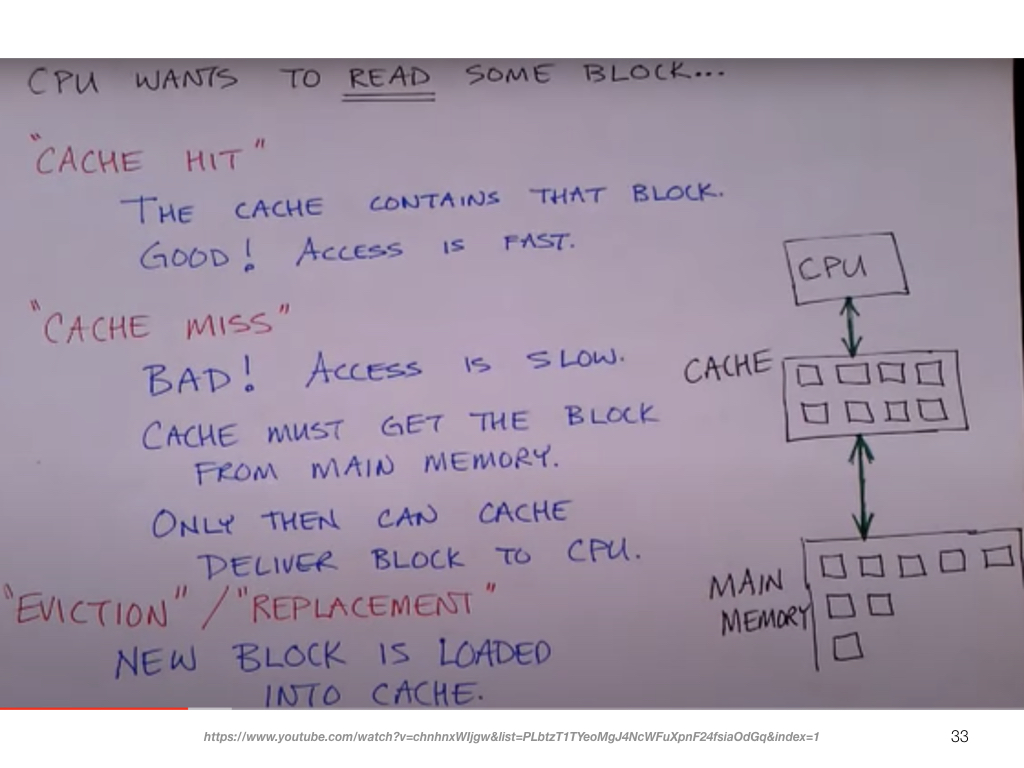 CPU WANTS TO READ SOME BLOCK...
"CACHE HIT"
THE CACHE CONTAINS THAT BLOCK.
GOOD! ACCESS IS FAST.
"CACHE MISS"
BAD! ACCESS IS SLOW.
CACHE MUST GET THE BLOCK
FROM MAIN MEMORY.
ONLY THEN CAN CACHE
DELIVER BLOCK TO CPU.
"EVICTION" / "REPLACEMENT"
NEW BLOCK IS LOADED
INTO CACHE.
CPU
CACHE
MAIN
MEMORY
https://www.youtube.com/watch?v=chnhnxWIjgw&list=PLbtzT1TYeoMgJ4NcWFuXpnF24fsiaOdGq&index=1
33